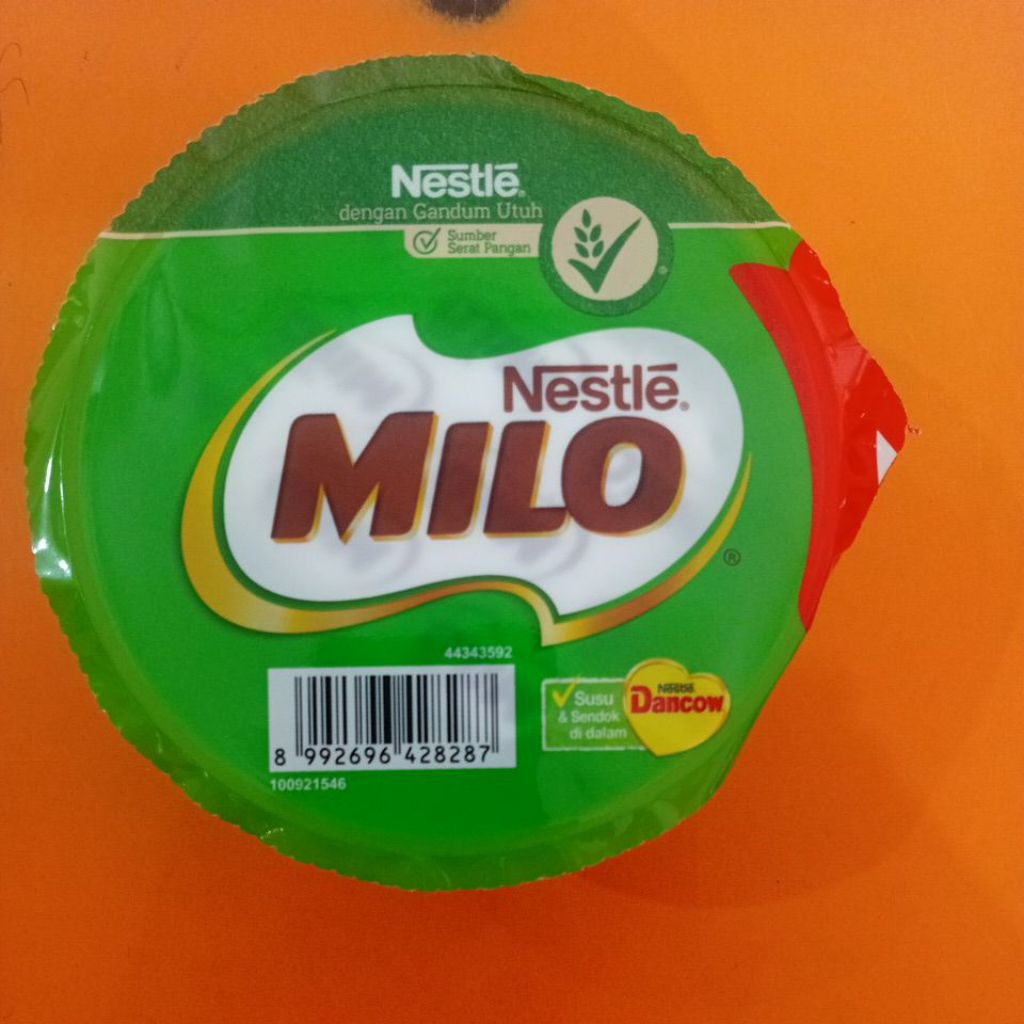 Nestlé®
dengan Gandum Utuh
Sumber
Serat Pangan
Nestlé®
MILO
®
44343592
8 992696 428287
100921546
Susu
& Sendok
di dalam
Nestlé
DANCOW